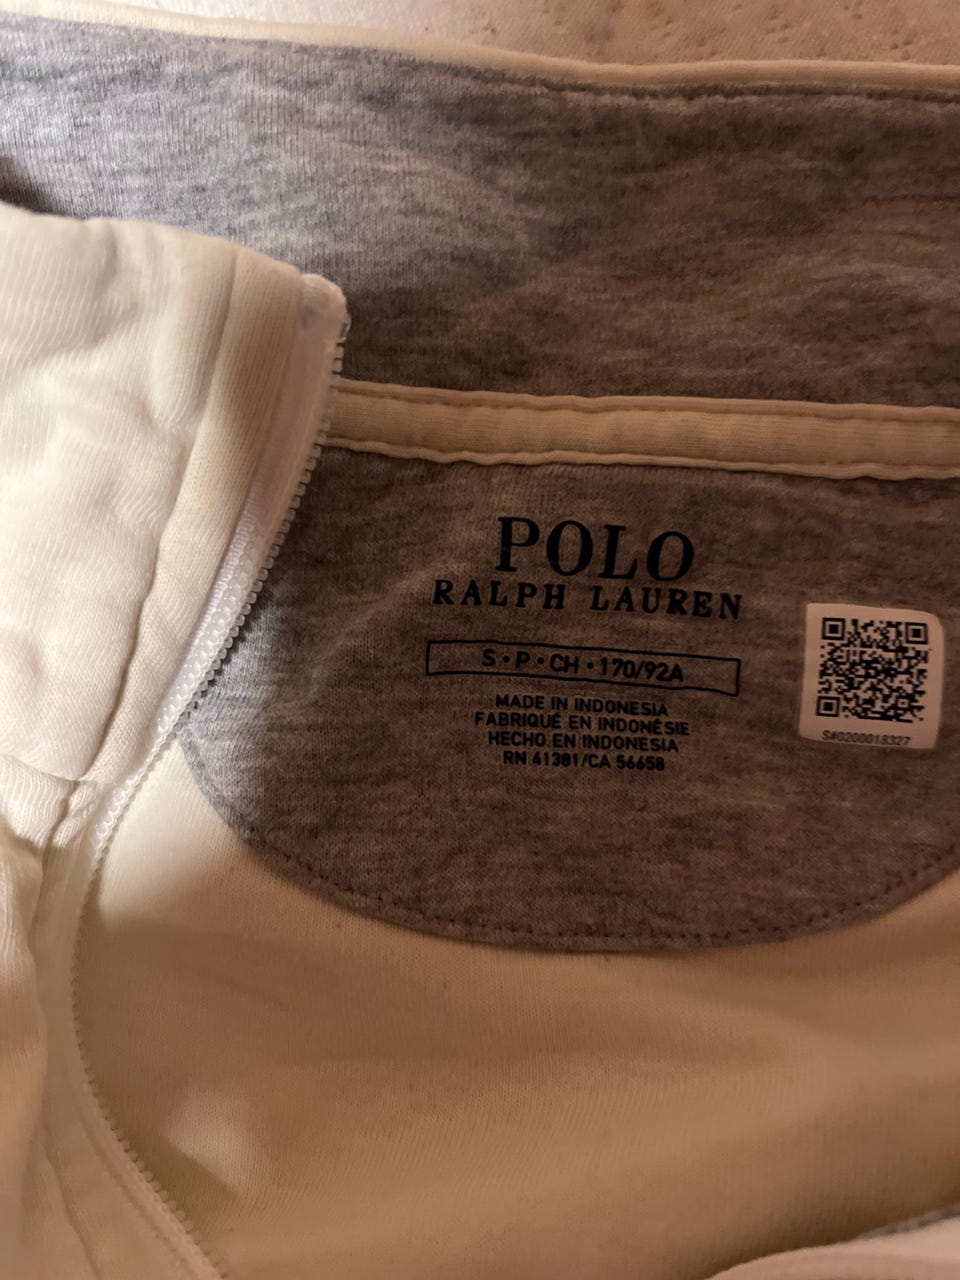 POLO
RALPH LAUREN
S • P • CH • 170/92A
MADE IN INDONESIA
FABRIQUÉ EN INDONÉSIE
HECHO EN INDONESIA
RN 41381/CA 56658
S#0200018327